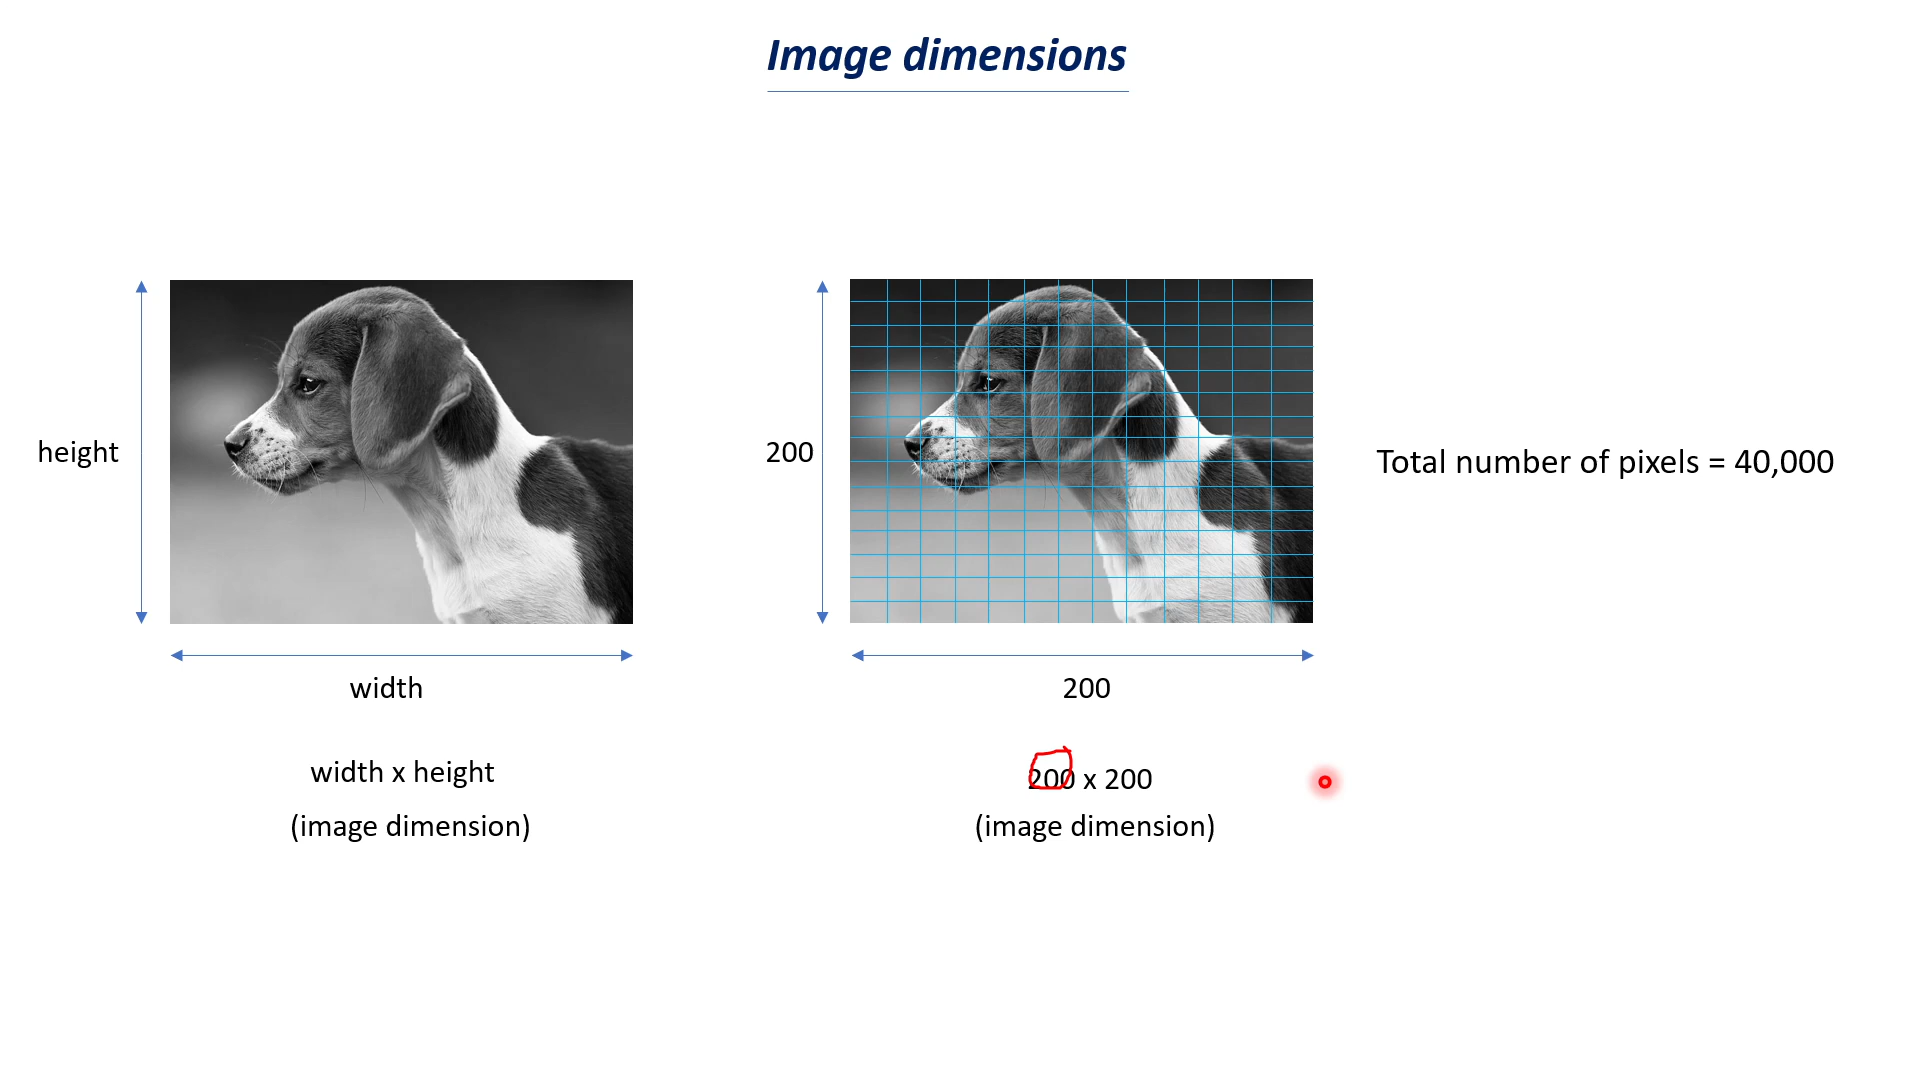 Image dimensions
height
width
width x height
(image dimension)
200
200
200 x 200
(image dimension)
Total number of pixels = 40,000